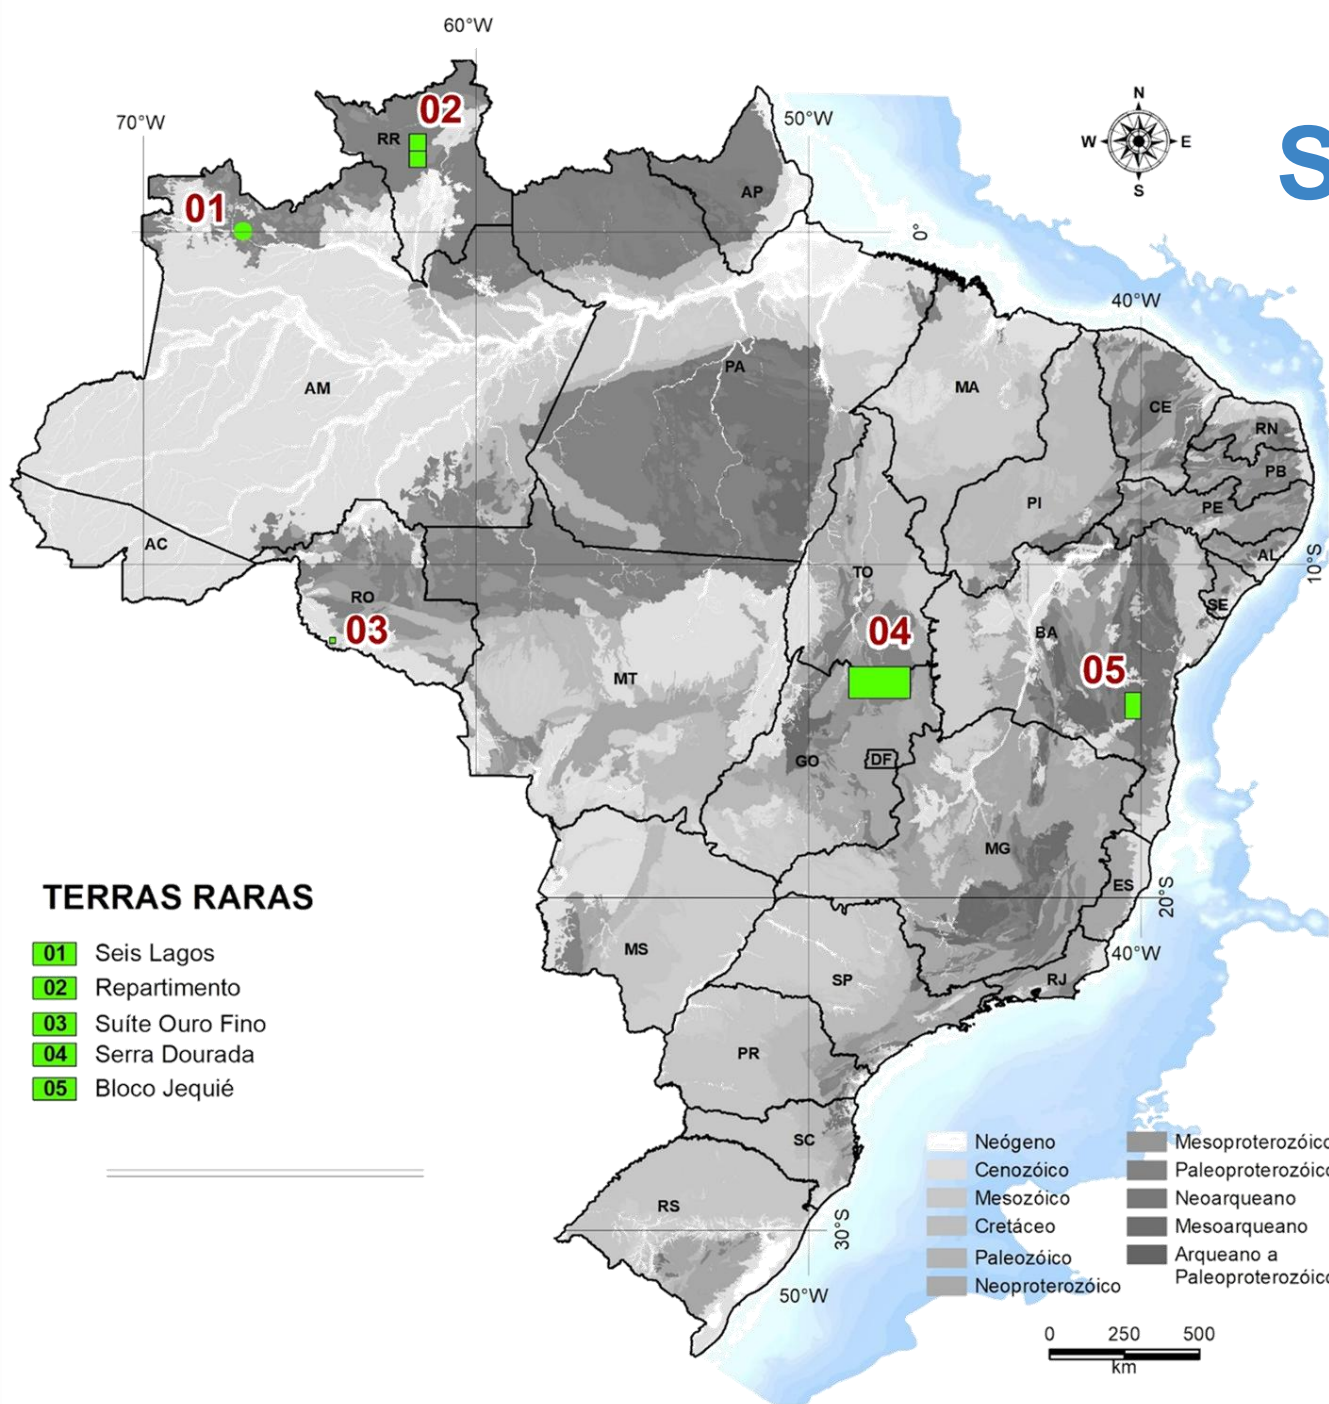 60°W
70°W
50°W
N
W
E
S
S
02
RR
01
AP
0°
40°W
AM
PA
MA
CE
RN
PB
PI
PE
AC
AL
10°S
TO
RO
SE
03
04
BA
MT
05
GO
DF
MG
TERRAS RARAS
ES
20°S
01 Seis Lagos
MS
40°W
SP
RJ
02 Repartimento
03 Suíte Ouro Fino
04 Serra Dourada
PR
05 Bloco Jequié
SC
RS
30°S
50°W
Neógeno
Cenozóico
Mesozóico
Cretáceo
Paleozóico
Neoproterozóico
Mesoproterozóico
Paleoproterozóico
Neoarqueano
Mesoarqueano
Arqueano a
Paleoproterozóico
0 250 500
km